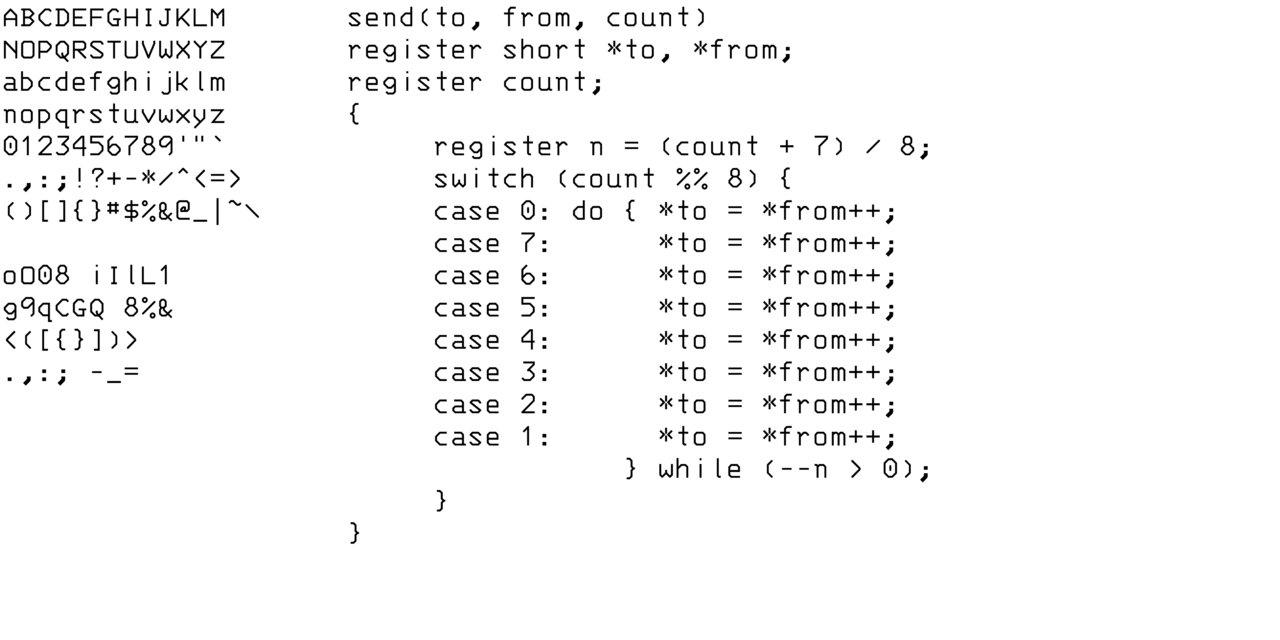 ABCDEFGHIJKLM
NOPQRSTUVWXYZ
abcdefghijklm
nopqrstuvwxyz
0123456789'"`
.,:;!?+-*/^<=>
()[]{}#$%&@_|~\
oO08 iIlL1
g9qCGQ 8%&
<([{}])>
.,:; -_=
send(to, from, count)
register short *to, *from;
register count;
{
     register n = (count + 7) / 8;
     switch (count %% 8) {
     case 0: do { *to = *from++;
     case 7:      *to = *from++;
     case 6:      *to = *from++;
     case 5:      *to = *from++;
     case 4:      *to = *from++;
     case 3:      *to = *from++;
     case 2:      *to = *from++;
     case 1:      *to = *from++;
                } while (--n > 0);
     }
}